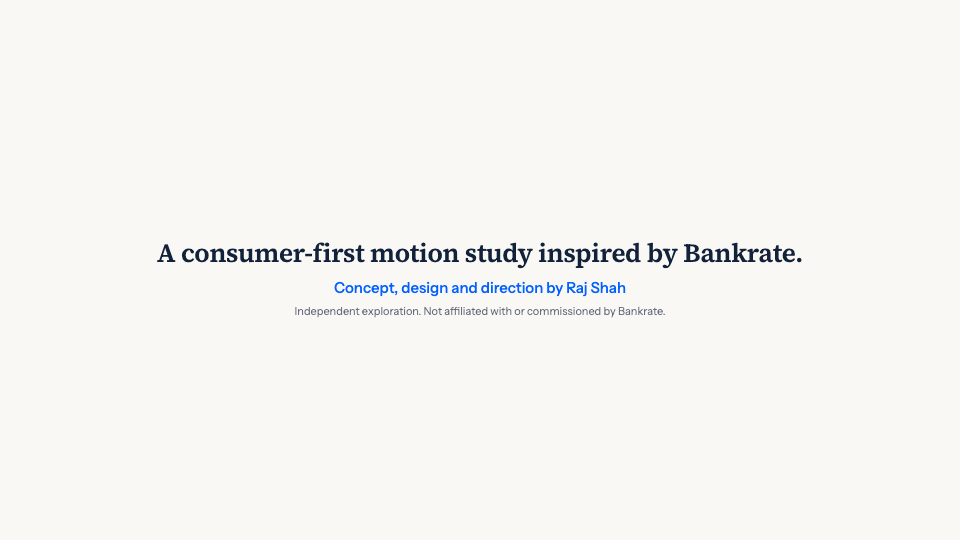 A consumer-first motion study inspired by Bankrate.
Concept, design and direction by Raj Shah
Independent exploration. Not affiliated with or commissioned by Bankrate.